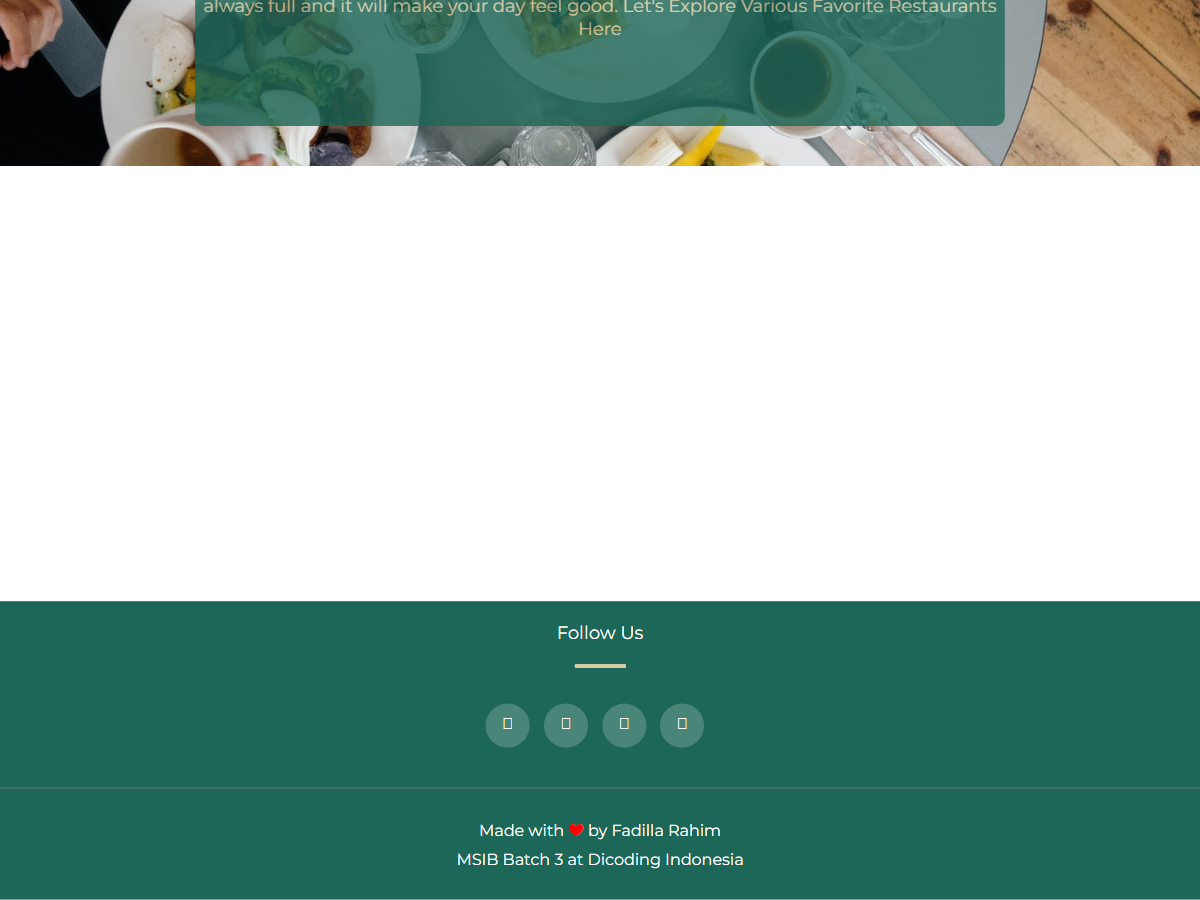 always full and it will make your day feel good. Let's Explore Various Favorite Restaurants
Here
Follow Us
Made with ❤ by Fadilla Rahim
MSIB Batch 3 at Dicoding Indonesia